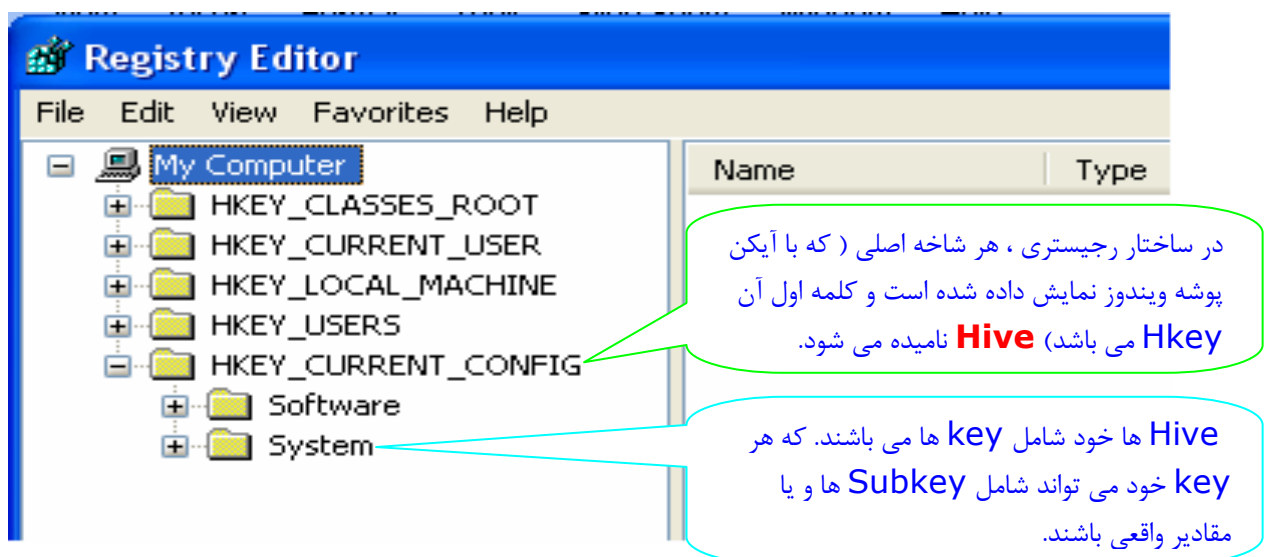 Registry Editor
File Edit View Favorites Help
My Computer
HKEY_CLASSES_ROOT
HKEY_CURRENT_USER
HKEY_LOCAL_MACHINE
HKEY_USERS
HKEY_CURRENT_CONFIG
Software
System
Name Type
در ساختار رجیستری ، هر شاخه اصلی ( که با آیکن
پوشه ویندوز نمایش داده شده است و کلمه اول آن
Hkey می باشد) Hive نامیده می شود.
Hive ها خود شامل key ها می باشند. که هر
key خود می تواند شامل Subkey ها و یا
مقادیر واقعی باشند.